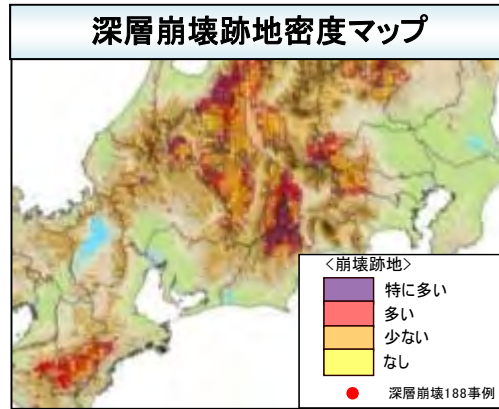 深層崩壊跡地密度マップ
<崩壊跡地>
特に多い
多い
少ない
なし
深層崩壊188事例